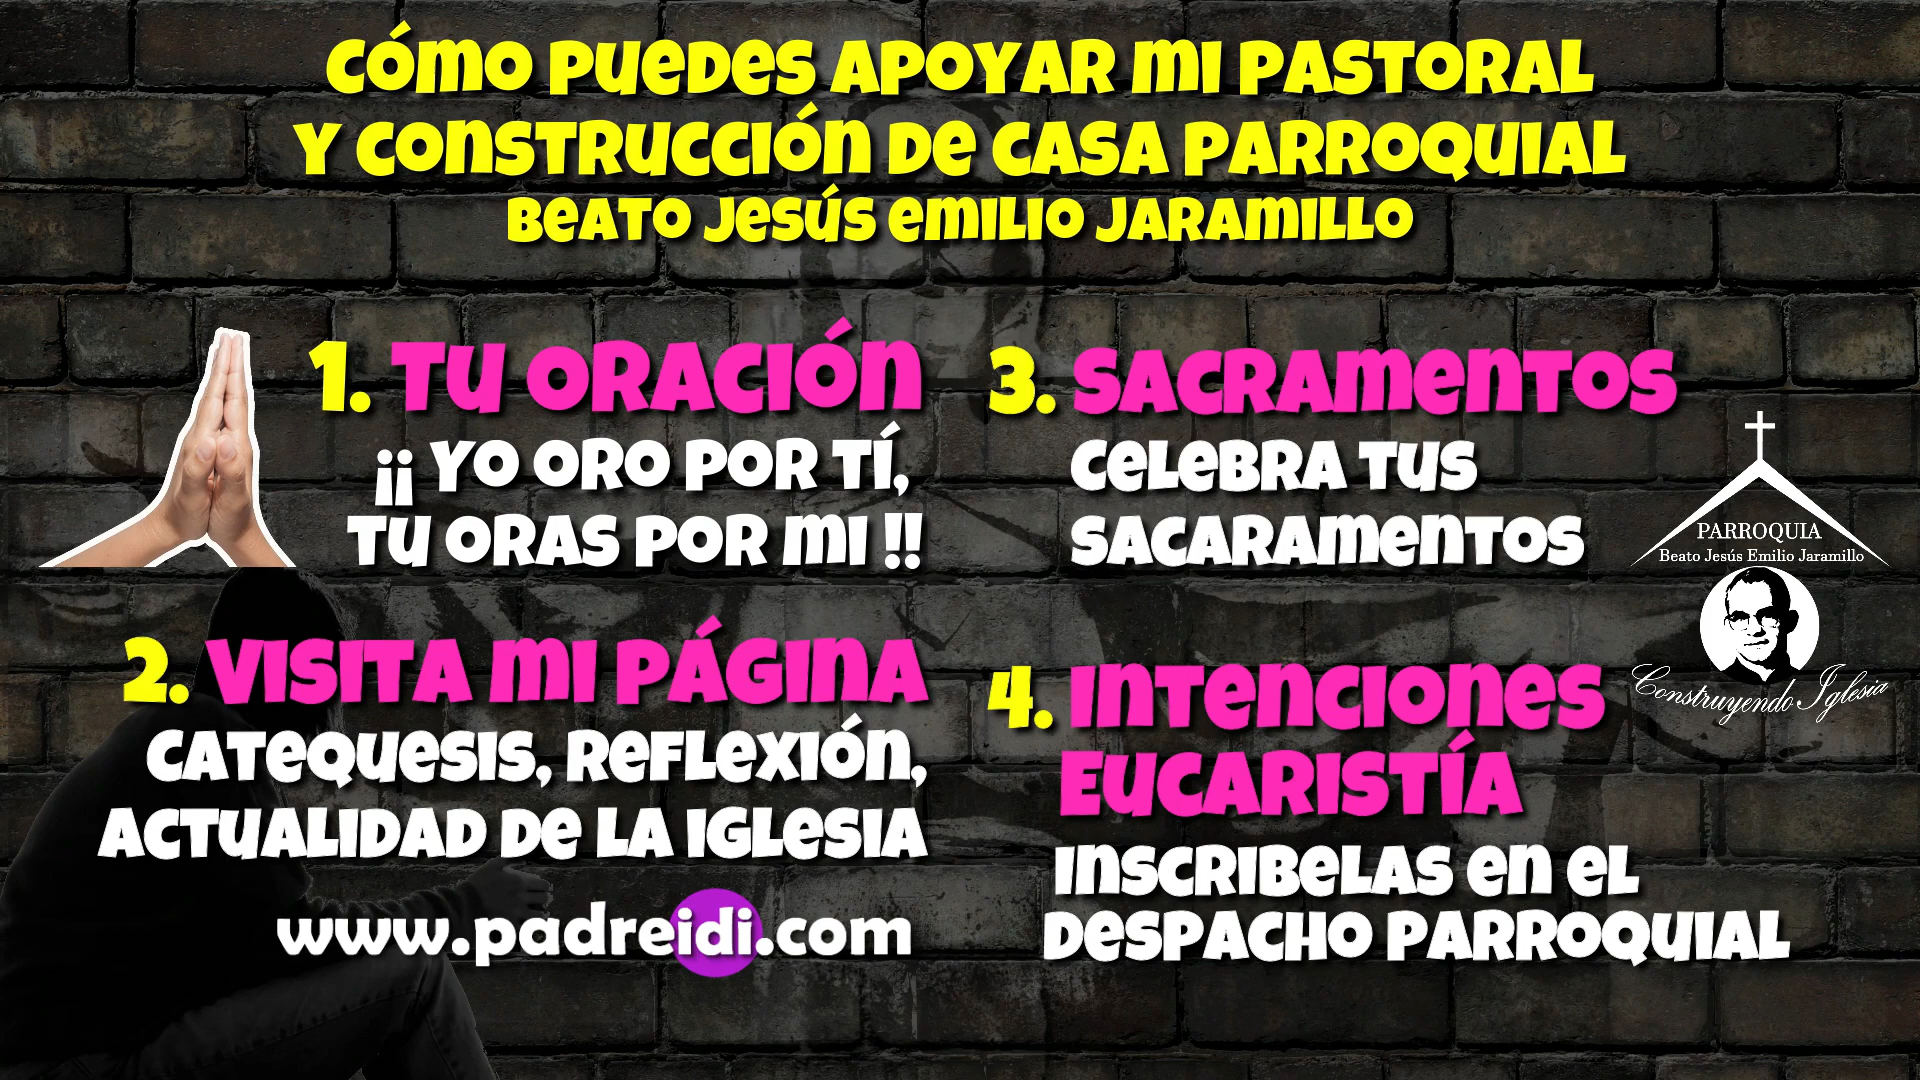 CÓMO PUEDES APOYAR MI PASTORAL
Y CONSTRUCCIÓN DE CASA PARROQUIAL
BEATO JESÚS EMILIO JARAMILLO
1. TU ORACIÓN
¡¡ YO ORO POR TÍ,
TU ORAS POR MI !!
2. VISITA MI PÁGINA
CATEQUESIS, REFLEXIÓN,
ACTUALIDAD DE LA IGLESIA
www.padreidi.com
3. SACRAMENTOS
CELEBRA TUS
SACARAMENTOS
4. INTENCIONES
EUCARISTÍA
INSCRIBELAS EN EL
DESPACHO PARROQUIAL
PARROQUIA
Beato Jesús Emilio Jaramillo
Construyendo Iglesia